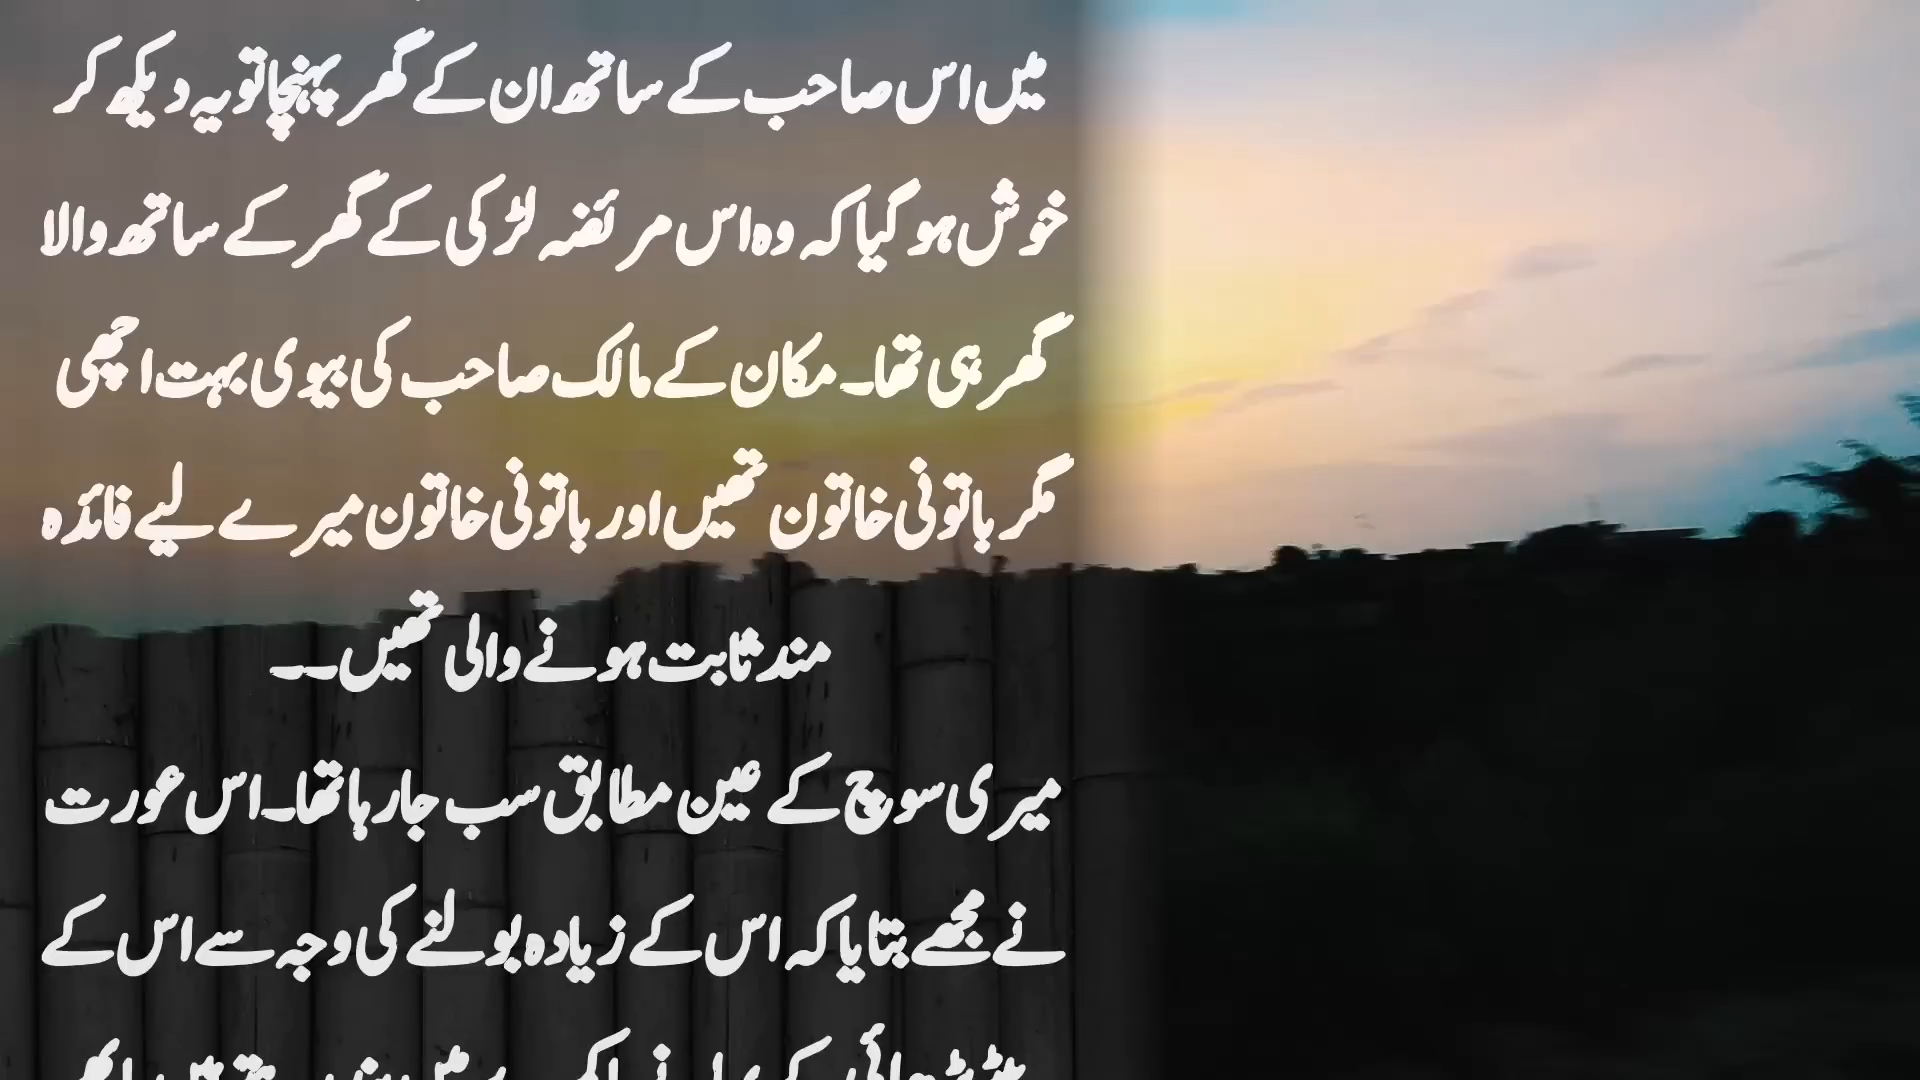 میں اس صاحب کے ساتھ ان کے گھر پہنچا تو یہ دیکھ کر
خوش ہو گیا کہ وہ اس مرئضہ لڑکی کے گھر کے ساتھ والا
گھر ہی تھا۔ مکان کے مالک صاحب کی بیوی بہت اچھی
مگر باتونی خاتون تھیں اور باتونی خاتون میرے لیے فائدہ
مند ثابت ہونے والی تھیں۔۔
میری سوچ کے عین مطابق سب جا رہا تھا۔ اس عورت
نے مجھے بتایا کہ اس کے زیادہ بولنے کی وجہ سے اس کے